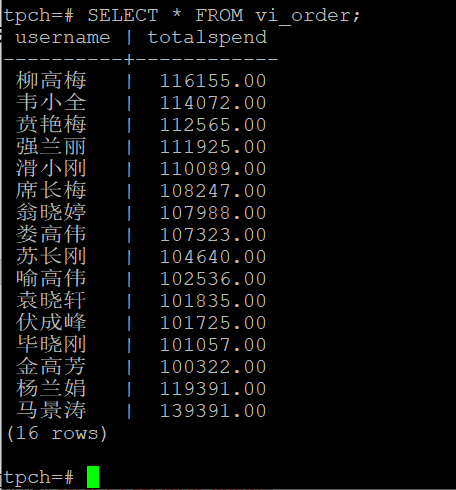 tpch=# SELECT * FROM vi_order;
 username | totalspend
----------+------------
 柳高梅   |  116155.00
 韦小全   |  114072.00
 贲艳梅   |  112565.00
 强兰丽   |  111925.00
 滑小刚   |  110089.00
 席长梅   |  108247.00
 翁晓婷   |  107988.00
 娄高伟   |  107323.00
 苏长刚   |  104640.00
 喻高伟   |  102536.00
 袁晓轩   |  101835.00
 伏成峰   |  101725.00
 毕晓刚   |  101057.00
 金高芳   |  100322.00
 杨兰娟   |  119391.00
 马景涛   |  139391.00
(16 rows)
tpch=#